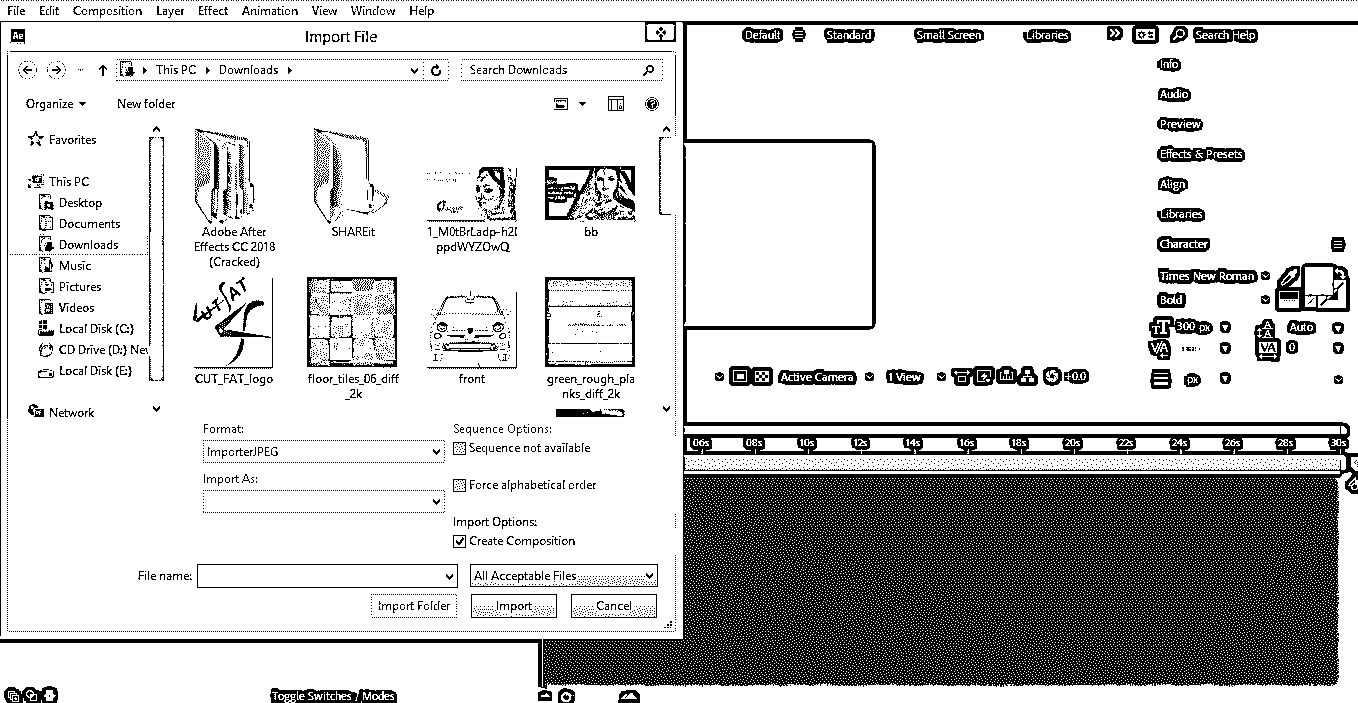 File Edit Composition Layer Effect Animation View Window Help
Import File
Default Standard Small Screen Libraries Search Help
This PC Downloads Search Downloads
Organize New folder
Favorites
This PC
Desktop
Documents
Downloads
Music
Pictures
Videos
Local Disk (C:)
CD Drive (D:) Nev
Local Disk (E:)
Network
Adobe After
Effects CC 2018
(Cracked)
SHAREit
1_M0tBrLadp-h2I
ppdWYZOwQ
bb
CUT_FAT_logo
floor_tiles_06_diff
_2k
front
green_rough_pla
nks_diff_2k
Format:
ImporterJPEG
Import As:
Sequence Options:
Sequence not available
Force alphabetical order
Import Options:
Create Composition
File name:
All Acceptable Files
Import Folder Import Cancel
Info
Audio
Preview
Effects & Presets
Align
Libraries
Character
Times New Roman
Bold
300 px Auto
0
px
Active Camera 1 View +0.0
06s 08s 10s 12s 14s 16s 18s 20s 22s 24s 26s 28s 30s
Toggle Switches / Modes